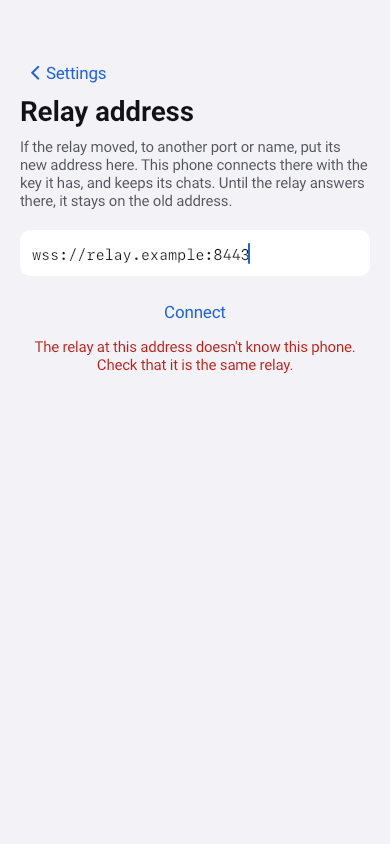 Settings
Relay address
If the relay moved, to another port or name, put its
new address here. This phone connects there with the
key it has, and keeps its chats. Until the relay answers
there, it stays on the old address.
wss://relay.example:8443
Connect
The relay at this address doesn't know this phone.
Check that it is the same relay.